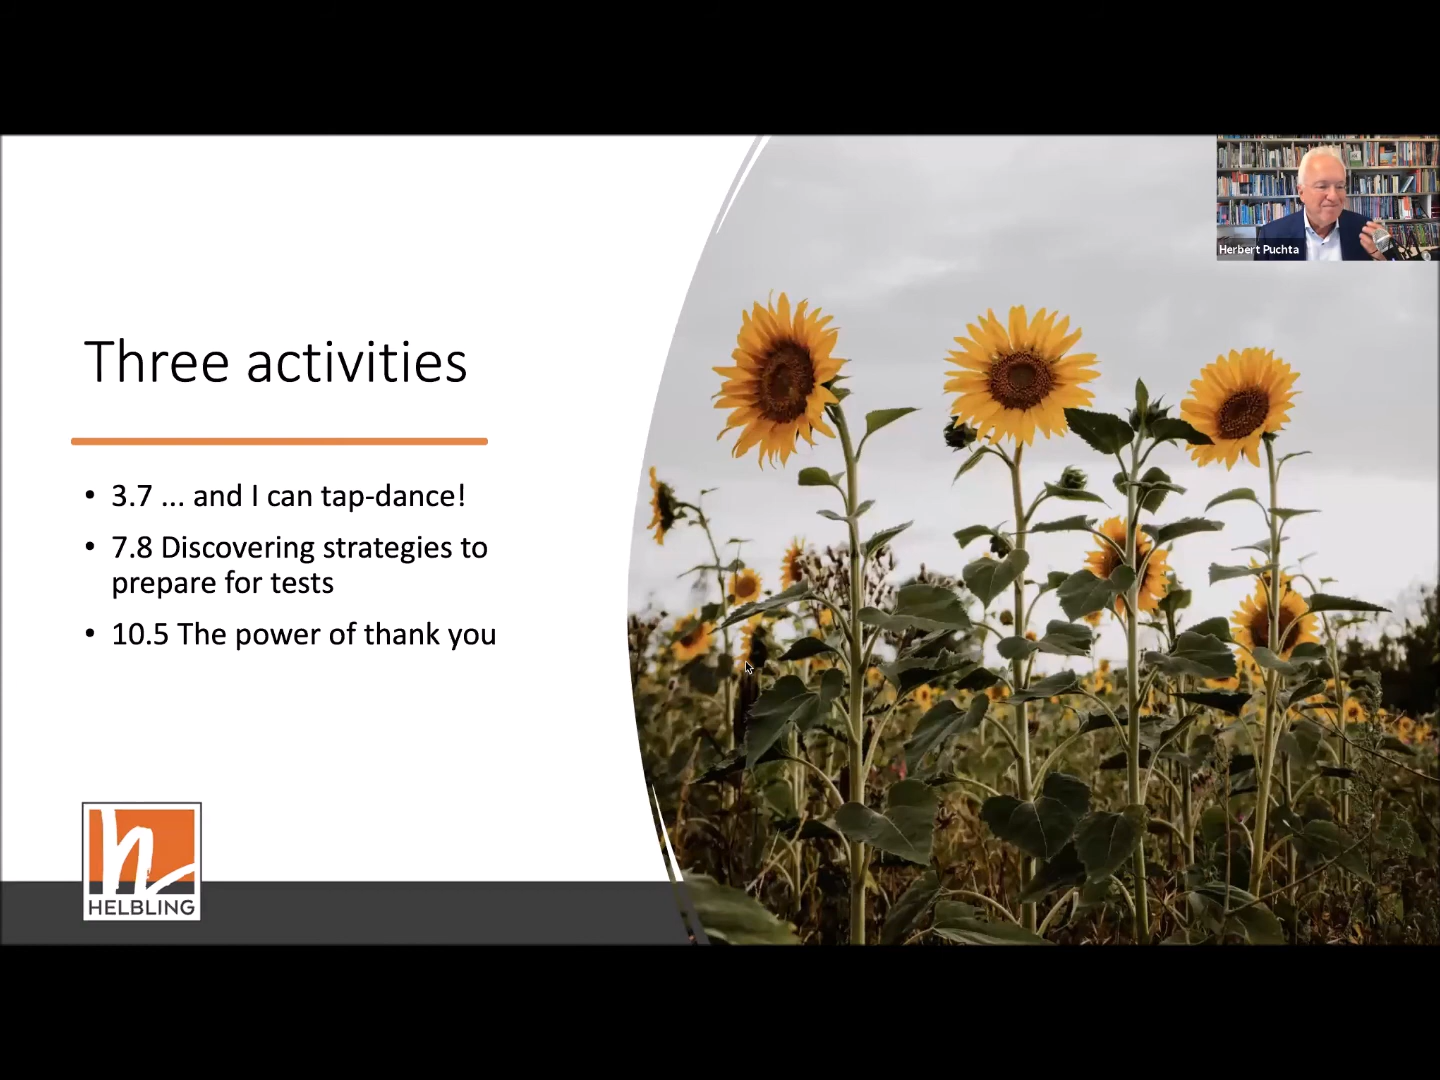 Herbert Puchta
Three activities
• 3.7 ... and I can tap-dance!
• 7.8 Discovering strategies to
prepare for tests
• 10.5 The power of thank you
h
HELBLING